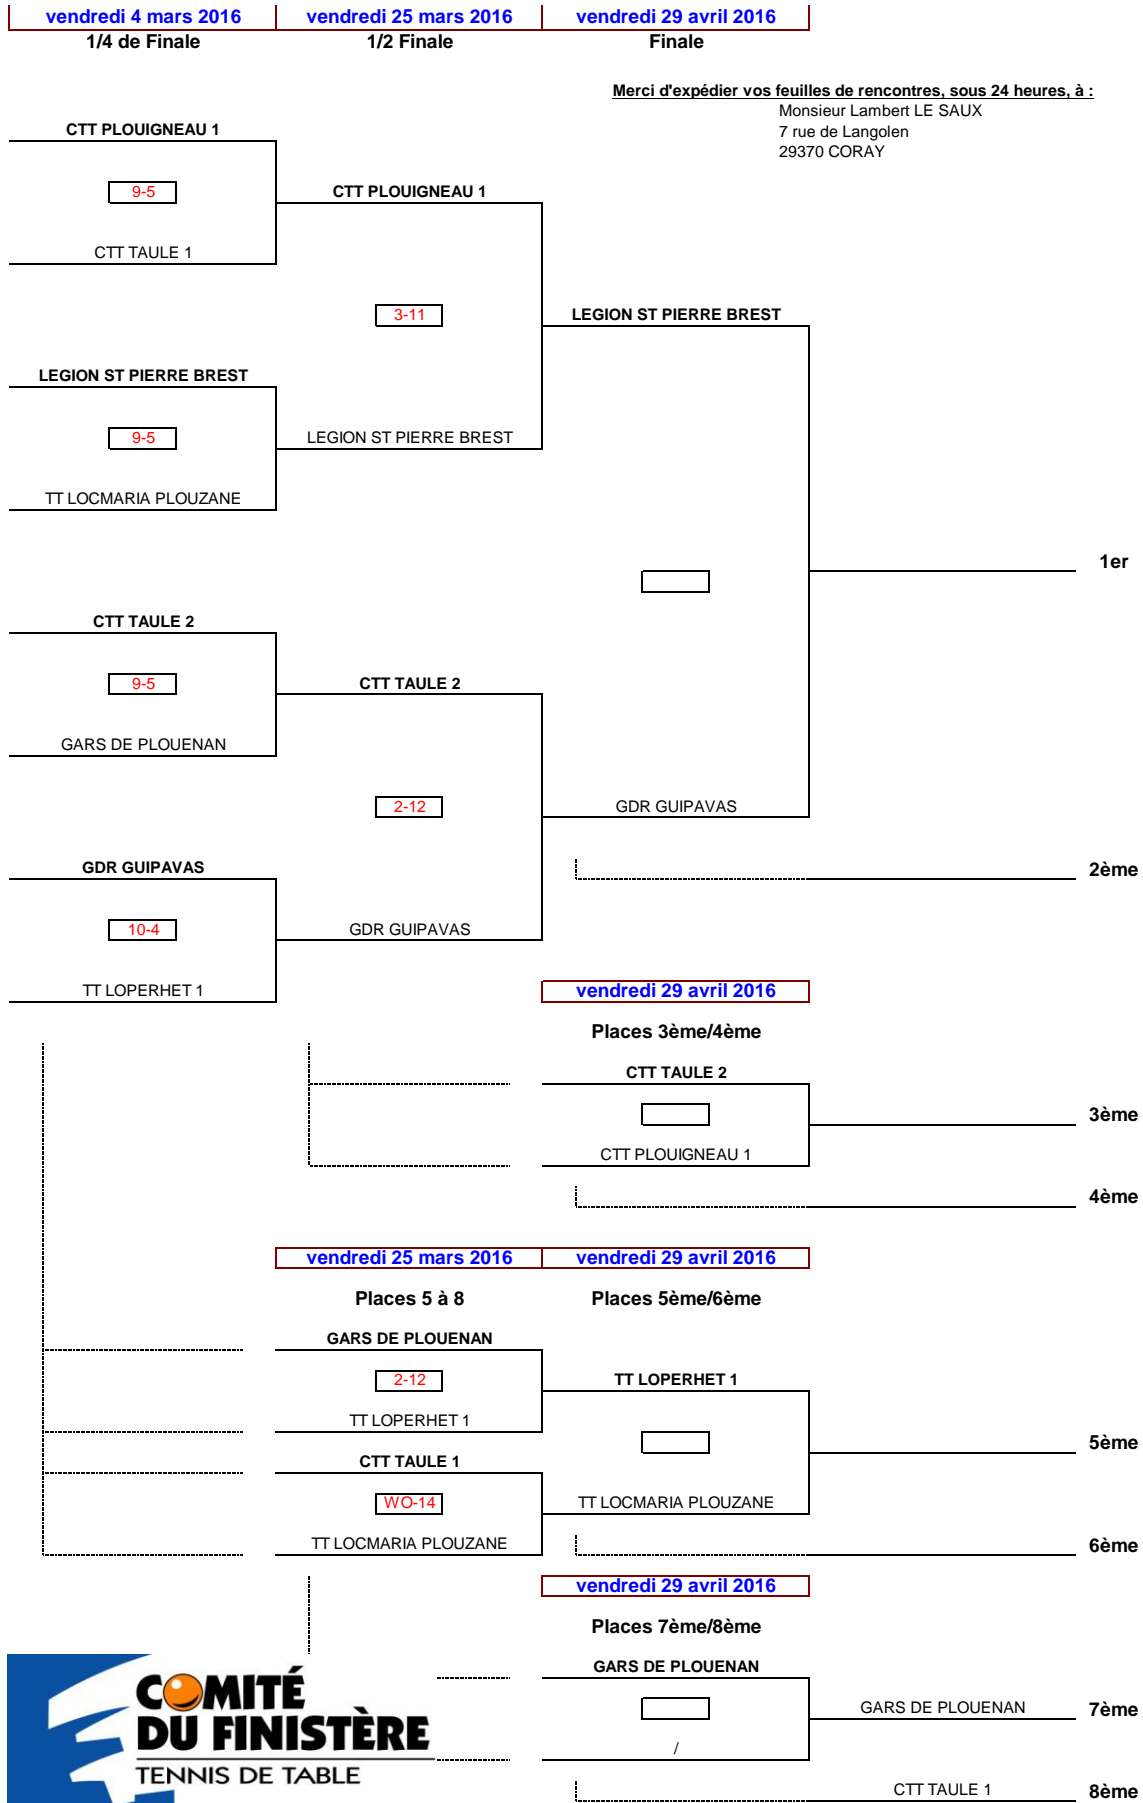 vendredi 4 mars 2016 vendredi 25 mars 2016 vendredi 29 avril 2016
1/4 de Finale 1/2 Finale Finale
Merci d'expédier vos feuilles de rencontres, sous 24 heures, à :
Monsieur Lambert LE SAUX
7 rue de Langolen
29370 CORAY
CTT PLOUIGNEAU 1
9-5 CTT PLOUIGNEAU 1
CTT TAULE 1
3-11 LEGION ST PIERRE BREST
LEGION ST PIERRE BREST
9-5 LEGION ST PIERRE BREST
TT LOCMARIA PLOUZANE
1er
CTT TAULE 2
9-5 CTT TAULE 2
GARS DE PLOUENAN
2-12 GDR GUIPAVAS
GDR GUIPAVAS 2ème
10-4 GDR GUIPAVAS
TT LOPERHET 1 vendredi 29 avril 2016
Places 3ème/4ème
CTT TAULE 2
3ème
CTT PLOUIGNEAU 1
4ème
vendredi 25 mars 2016 vendredi 29 avril 2016
Places 5 à 8 Places 5ème/6ème
GARS DE PLOUENAN
2-12 TT LOPERHET 1
TT LOPERHET 1
5ème
CTT TAULE 1
WO-14 TT LOCMARIA PLOUZANE
TT LOCMARIA PLOUZANE 6ème
vendredi 29 avril 2016
Places 7ème/8ème
GARS DE PLOUENAN
GARS DE PLOUENAN 7ème
/
CTT TAULE 1 8ème
COMITÉ
DU FINISTÈRE
TENNIS DE TABLE